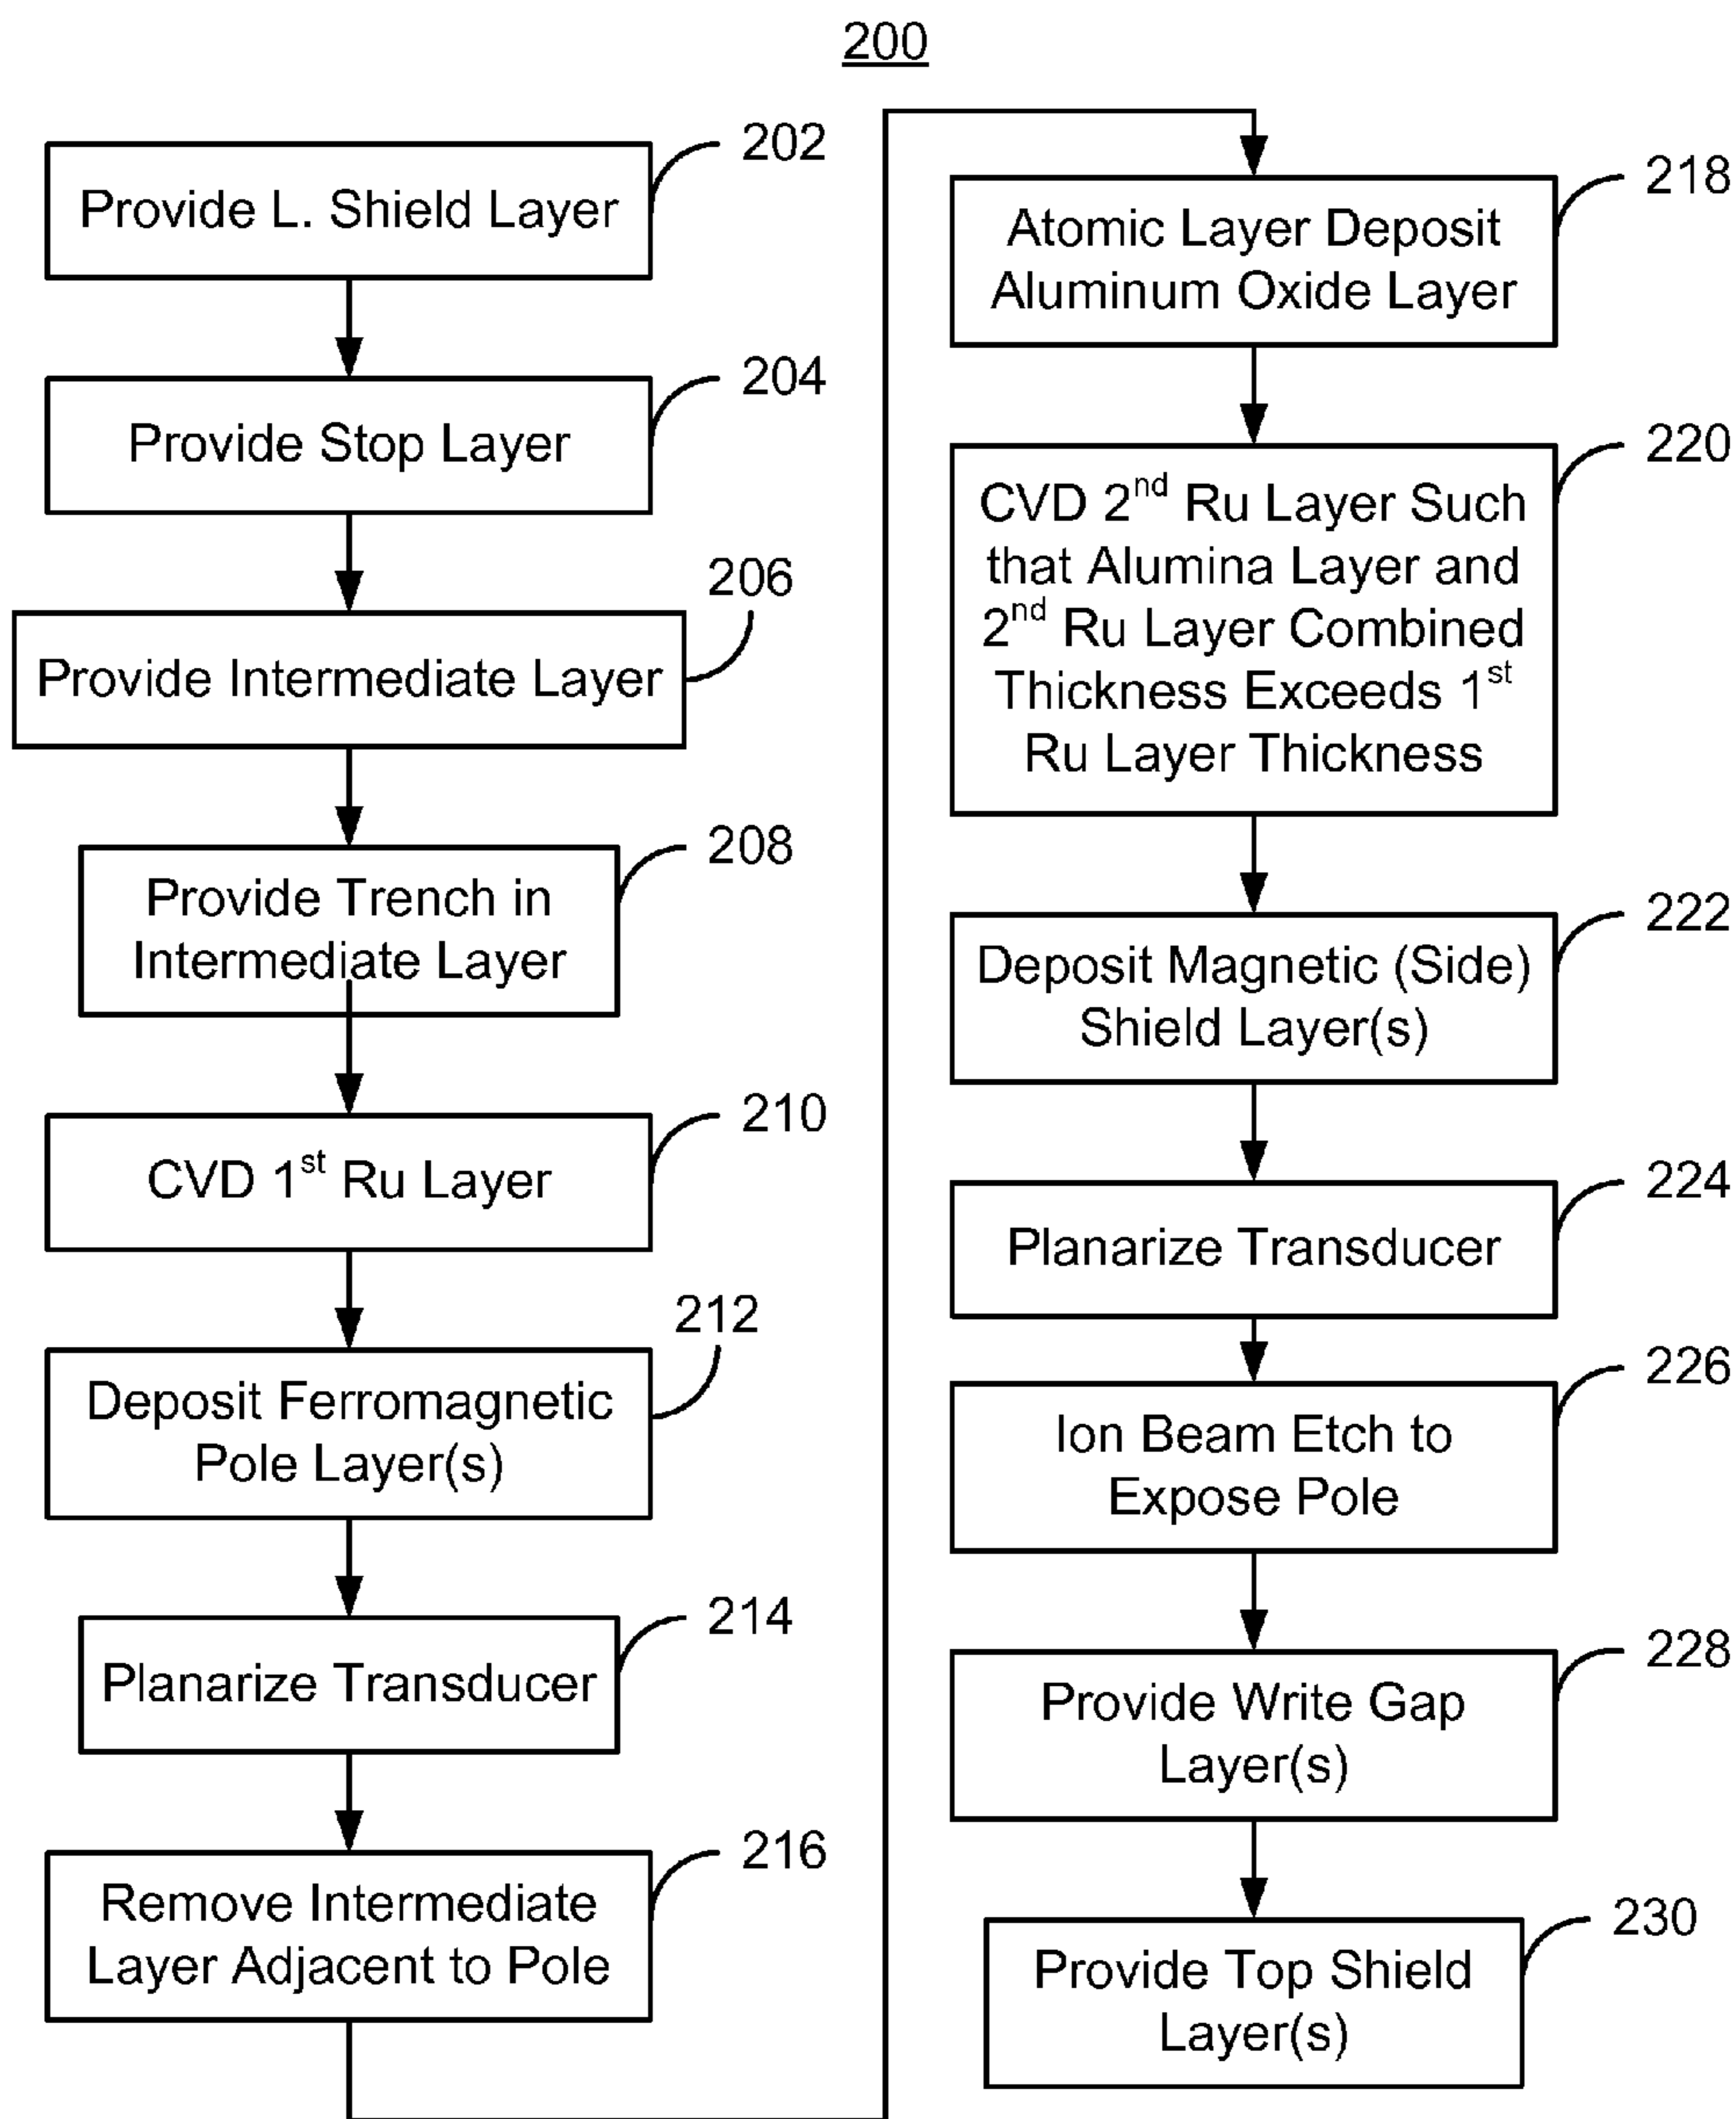 200
202
Provide L. Shield Layer
204
Provide Stop Layer
206
Provide Intermediate Layer
208
Provide Trench in
Intermediate Layer
210
CVD 1st Ru Layer
212
Deposit Ferromagnetic
Pole Layer(s)
214
Planarize Transducer
216
Remove Intermediate
Layer Adjacent to Pole
218
Atomic Layer Deposit
Aluminum Oxide Layer
220
CVD 2nd Ru Layer Such
that Alumina Layer and
2nd Ru Layer Combined
Thickness Exceeds 1st
Ru Layer Thickness
222
Deposit Magnetic (Side)
Shield Layer(s)
224
Planarize Transducer
226
Ion Beam Etch to
Expose Pole
228
Provide Write Gap
Layer(s)
230
Provide Top Shield
Layer(s)